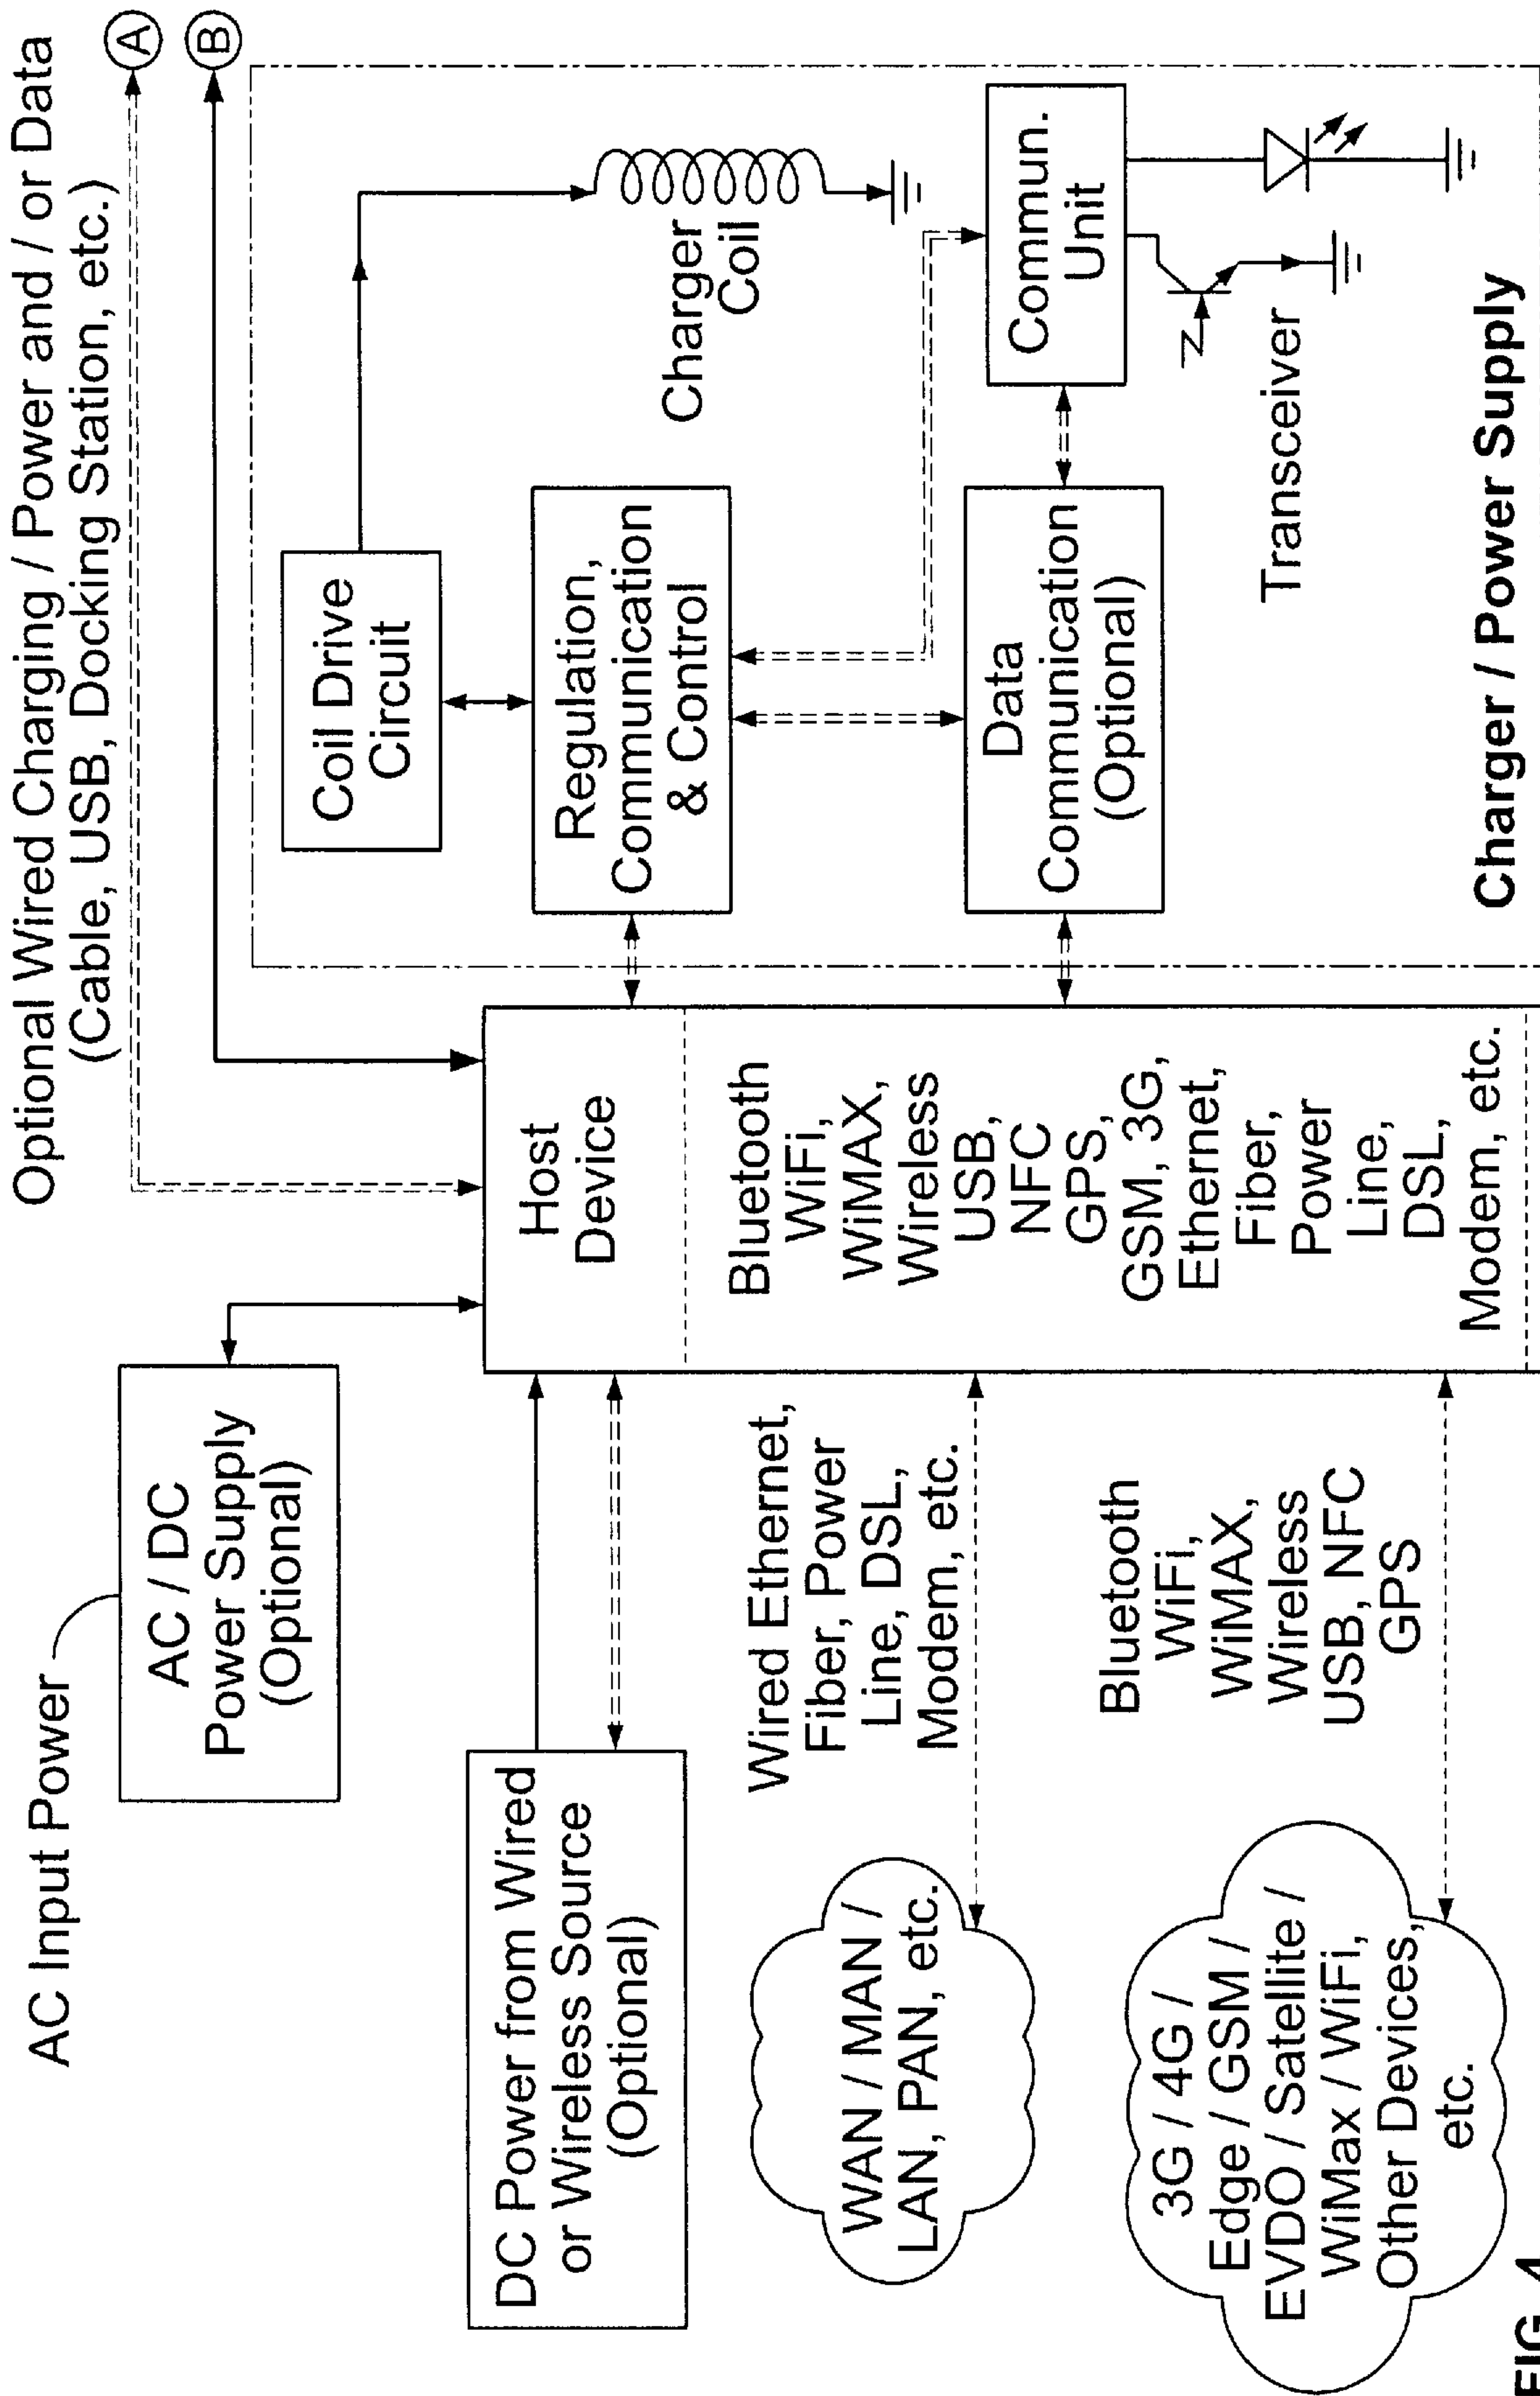 AC Input Power
Optional Wired Charging / Power and / or Data
(Cable, USB, Docking Station, etc.)
A
B
AC / DC
Power Supply
(Optional)
DC Power from Wired
or Wireless Source
(Optional)
Host
Device
Bluetooth
WiFi,
WiMAX,
Wireless
USB,
NFC
GPS,
GSM, 3G,
Ethernet,
Fiber,
Power
Line,
DSL,
Modem, etc.
Coil Drive
Circuit
Regulation,
Communication
& Control
Charger
Coil
Data
Communication
(Optional)
Commun.
Unit
Transceiver
Charger / Power Supply
Wired Ethernet,
Fiber, Power
Line, DSL,
Modem, etc.
WAN / MAN /
LAN, PAN, etc.
Bluetooth
WiFi,
WiMAX,
Wireless
USB, NFC
GPS
3G / 4G /
Edge / GSM /
EVDO / Satellite /
WiMax / WiFi,
Other Devices,
etc.
FIG. 4